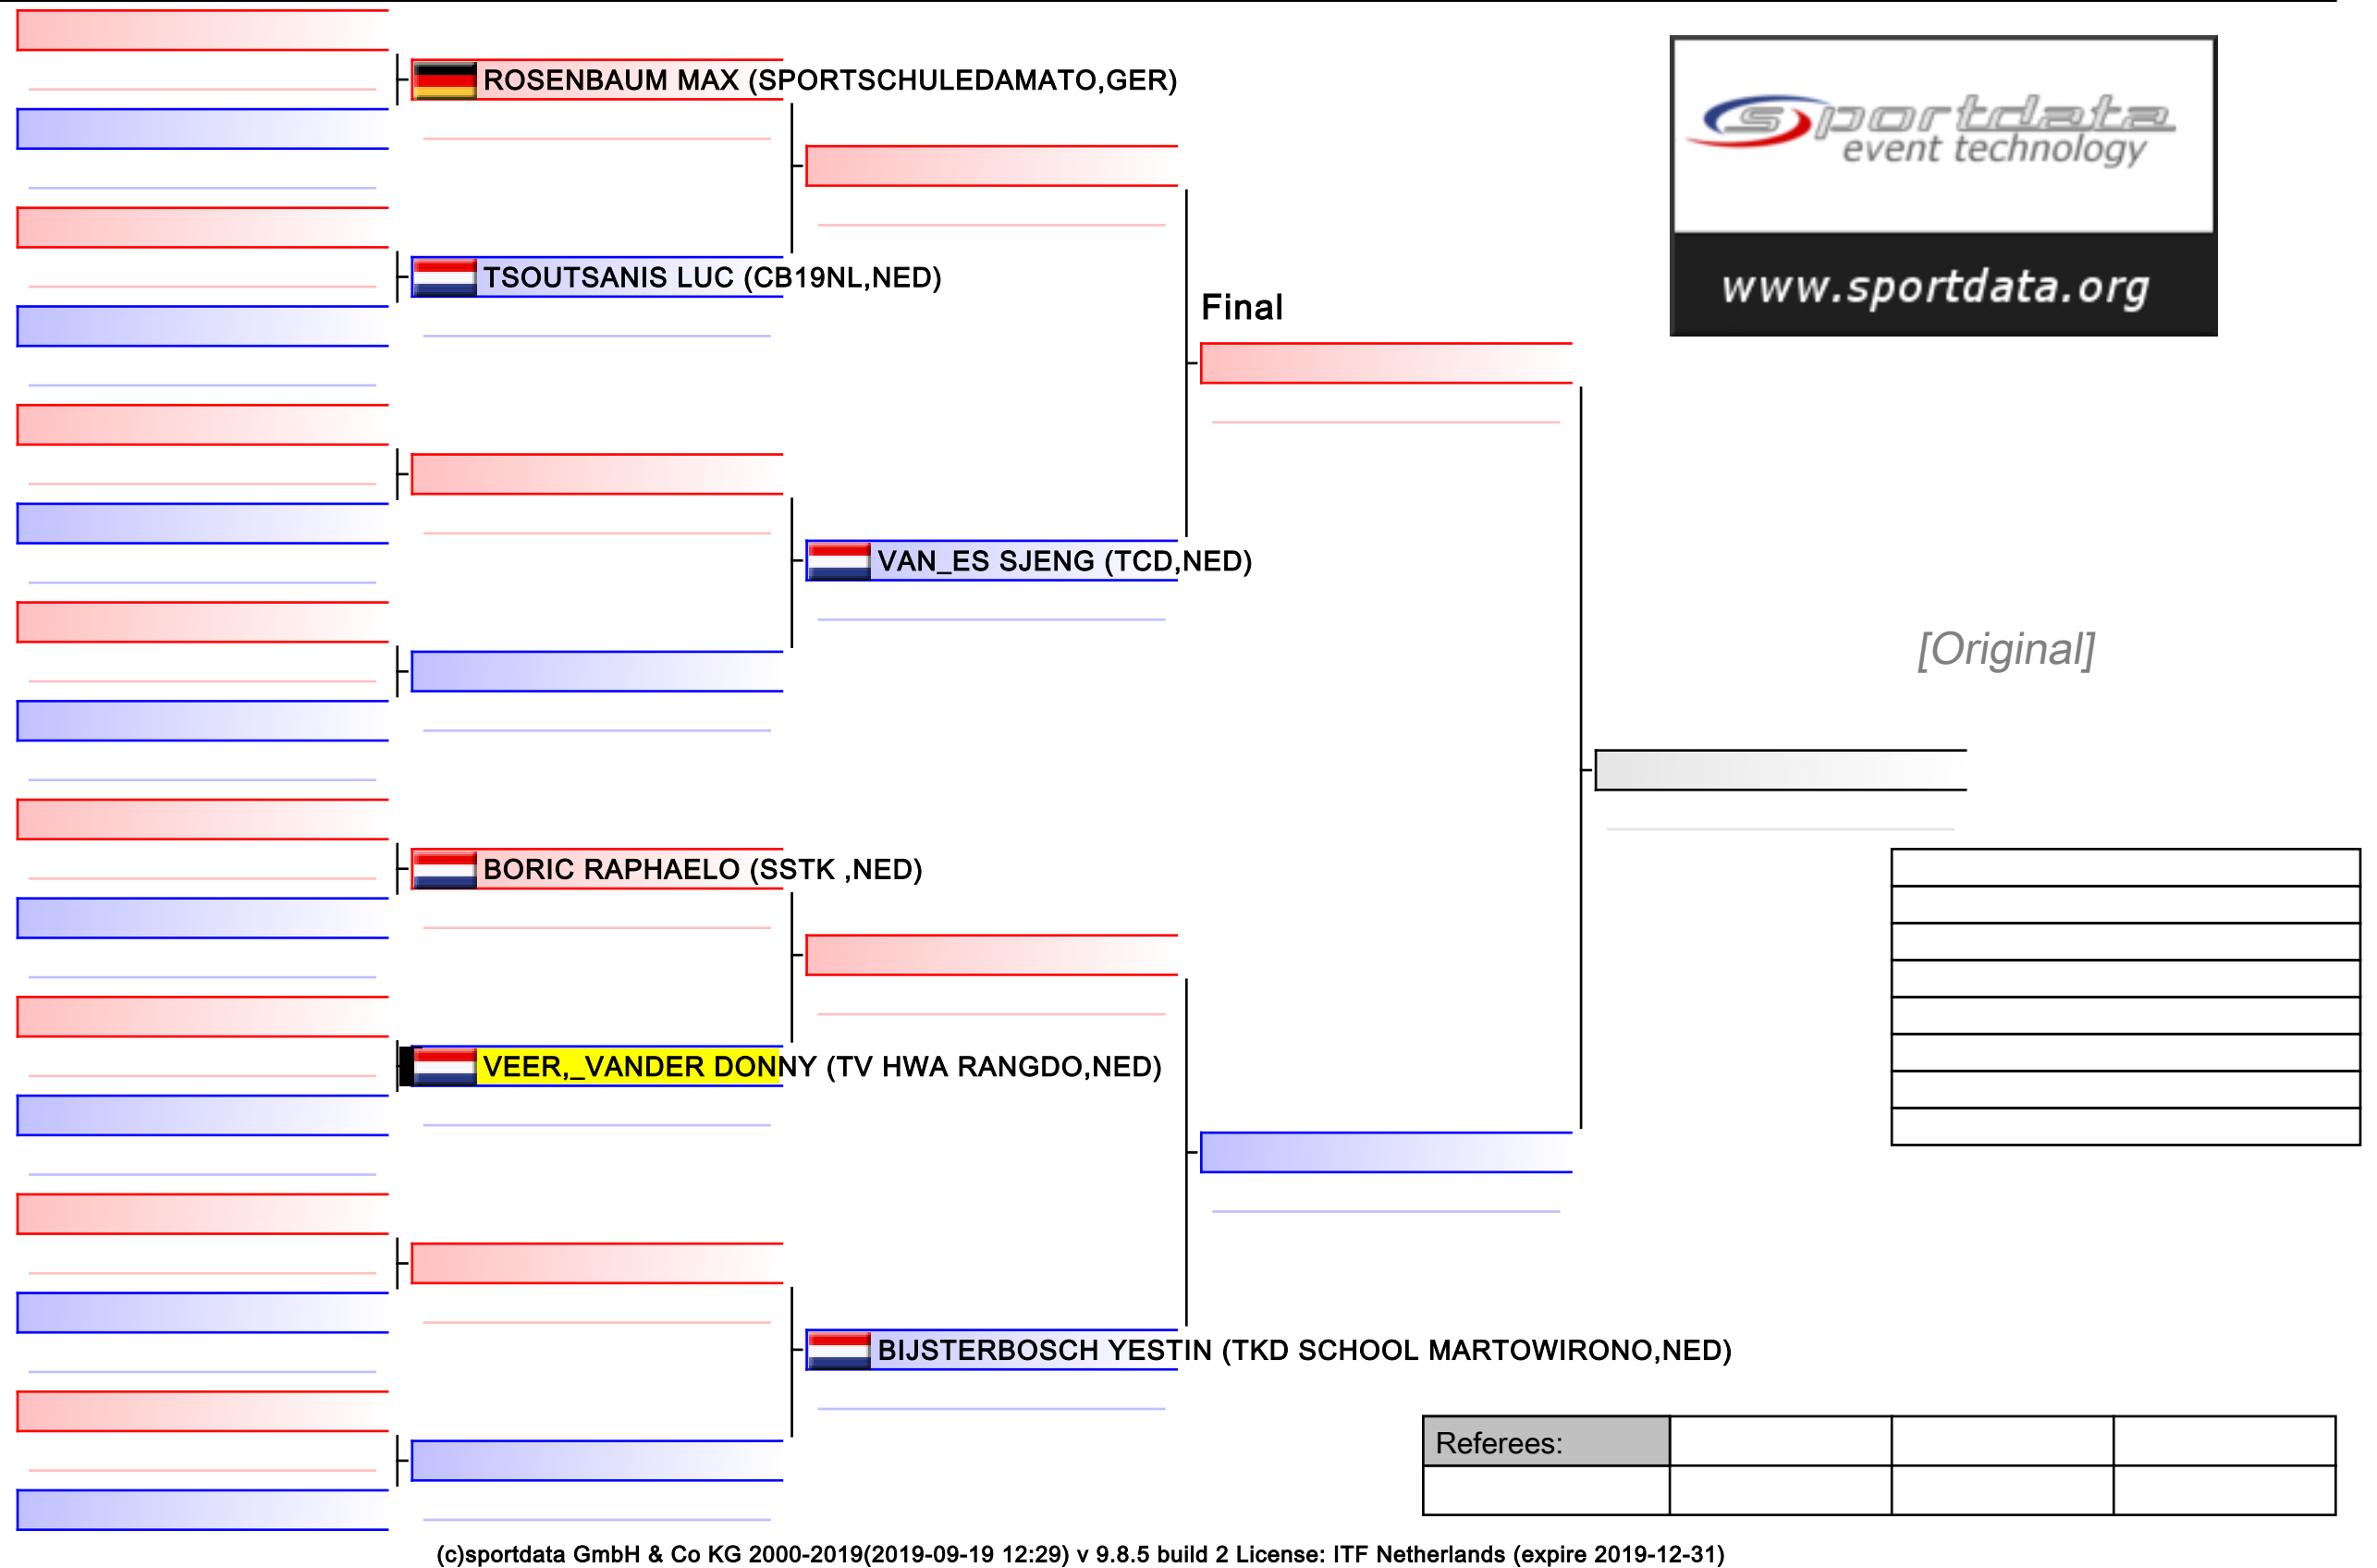 ROSENBAUM MAX (SPORTSCHULEDAMATO,GER)
sportdata
event technology
www.sportdata.org
TSOUTSANIS LUC (CB19NL,NED)
Final
VAN_ES SJENG (TCD,NED)
[Original]
BORIC RAPHAELO (SSTK ,NED)
VEER,_VANDER DONNY (TV HWA RANGDO,NED)
BIJSTERBOSCH YESTIN (TKD SCHOOL MARTOWIRONO,NED)
Referees:
(c)sportdata GmbH & Co KG 2000-2019(2019-09-19 12:29) v 9.8.5 build 2 License: ITF Netherlands (expire 2019-12-31)